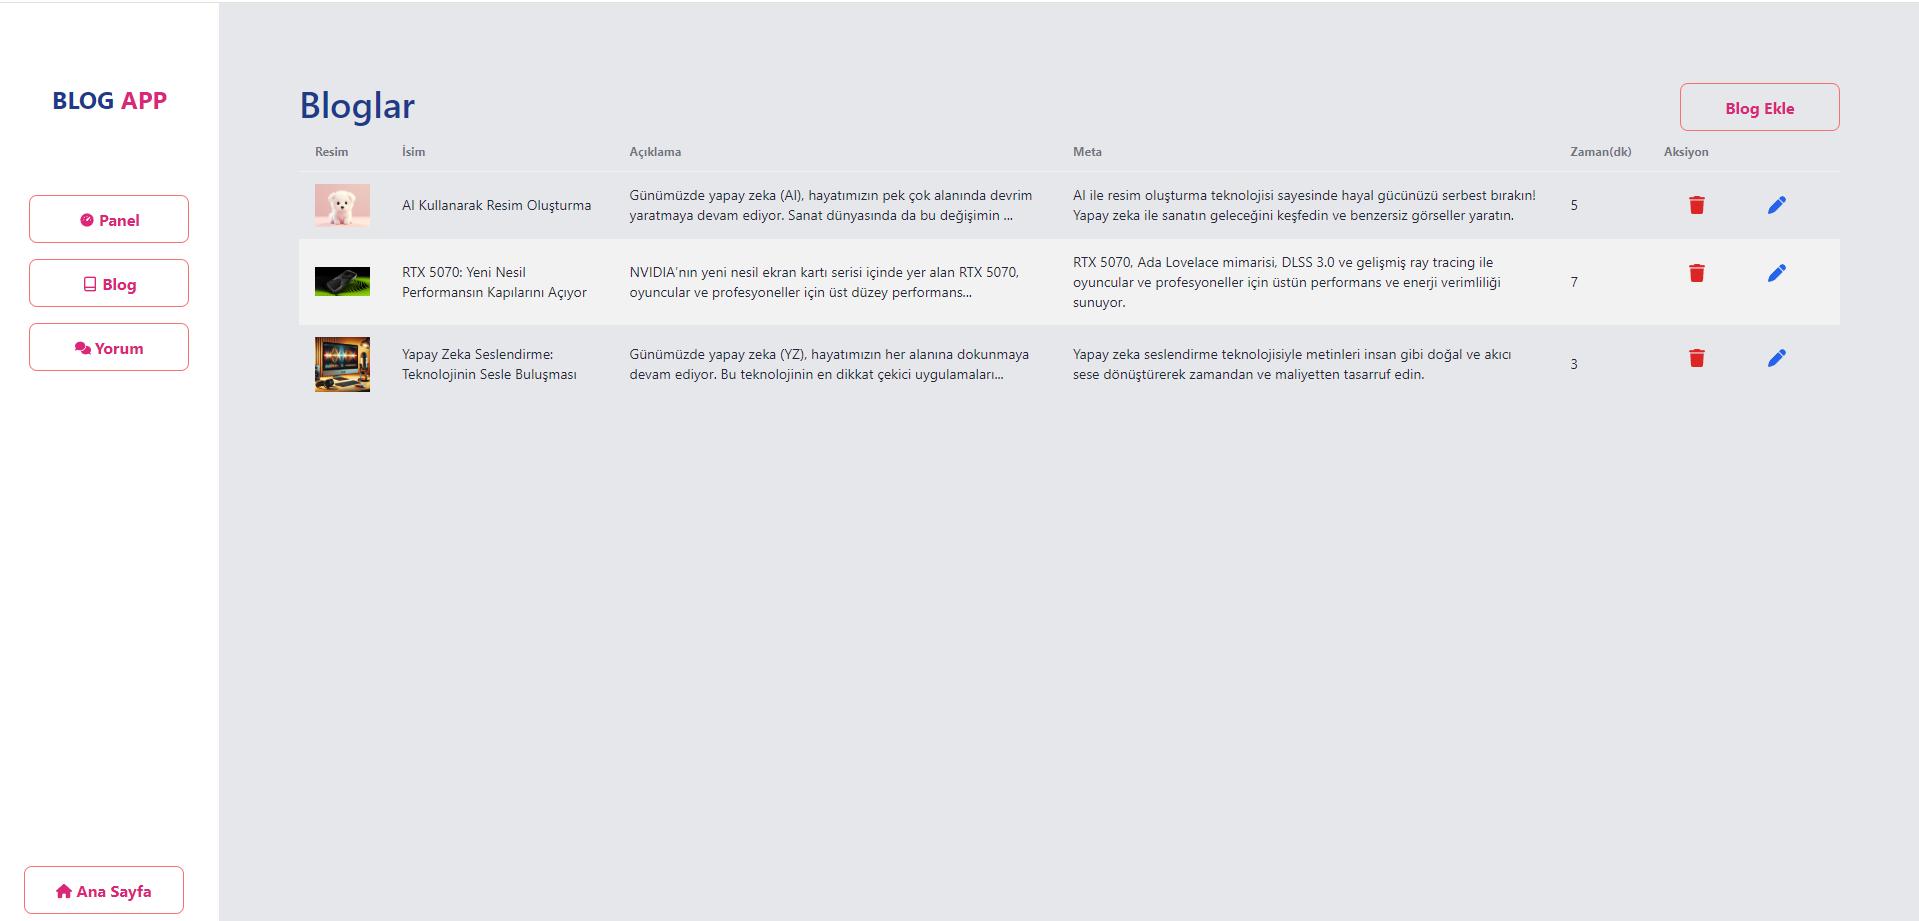 BLOG APP
Panel
Blog
Yorum
Ana Sayfa
Bloglar
Blog Ekle
Resim İsim Açıklama Meta Zaman(dk) Aksiyon
AI Kullanarak Resim Oluşturma
Günümüzde yapay zeka (AI), hayatımızın pek çok alanında devrim
yaratmaya devam ediyor. Sanat dünyasında da bu değişimin ...
AI ile resim oluşturma teknolojisi sayesinde hayal gücünüzü serbest bırakın!
Yapay zeka ile sanatın geleceğini keşfedin ve benzersiz görseller yaratın.
5
RTX 5070: Yeni Nesil
Performansın Kapılarını Açıyor
NVIDIA'nın yeni nesil ekran kartı serisi içinde yer alan RTX 5070,
oyuncular ve profesyoneller için üst düzey performans...
RTX 5070, Ada Lovelace mimarisi, DLSS 3.0 ve gelişmiş ray tracing ile
oyuncular ve profesyoneller için üstün performans ve enerji verimliliği
sunuyor.
7
Yapay Zeka Seslendirme:
Teknolojinin Sesle Buluşması
Günümüzde yapay zeka (YZ), hayatımızın her alanına dokunmaya
devam ediyor. Bu teknolojinin en dikkat çekici uygulamaları...
Yapay zeka seslendirme teknolojisiyle metinleri insan gibi doğal ve akıcı
sese dönüştürerek zamandan ve maliyetten tasarruf edin.
3